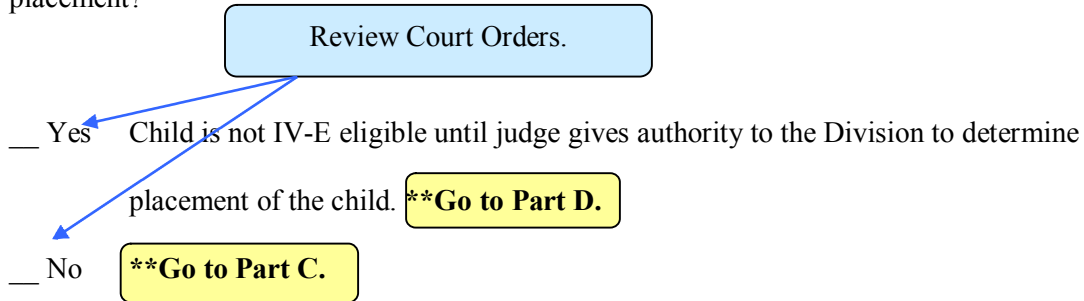 placement?
Review Court Orders.
__ Yes Child is not IV-E eligible until judge gives authority to the Division to determine
placement of the child. **Go to Part D.
__ No **Go to Part C.